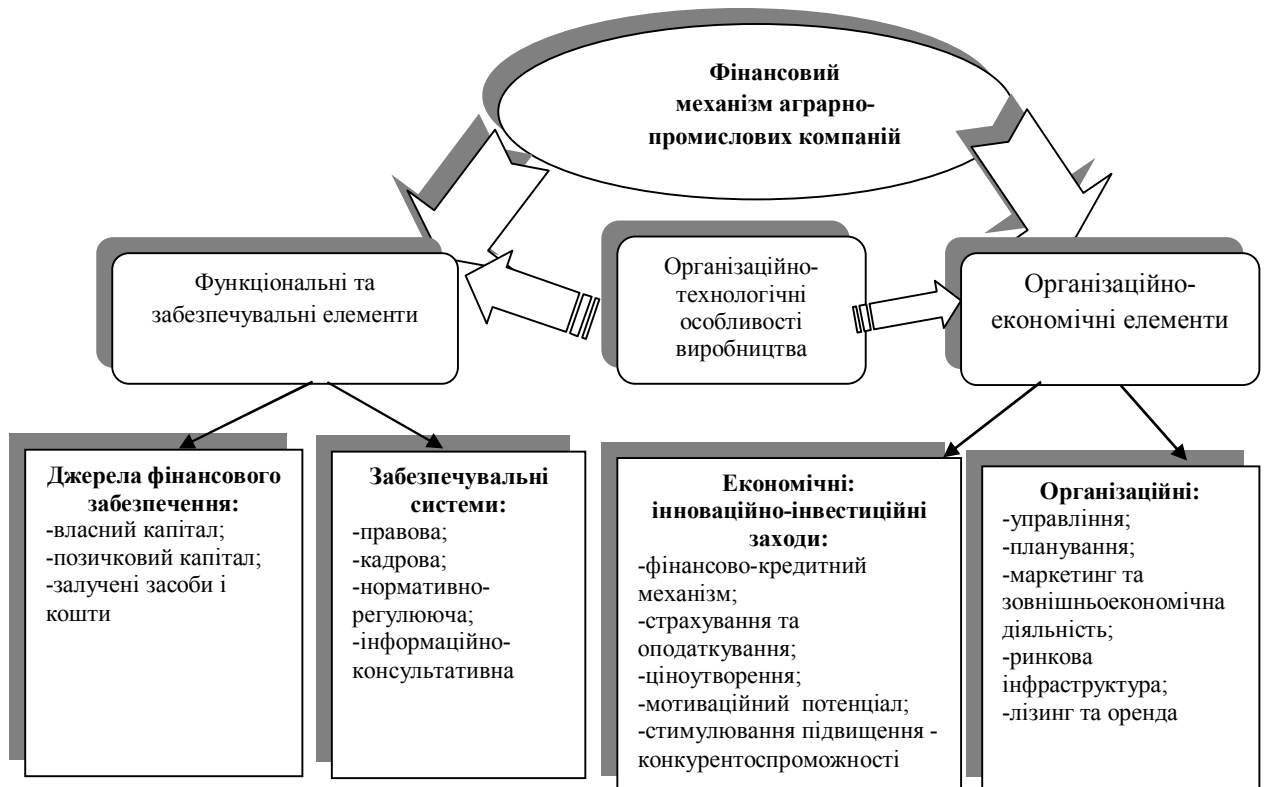 Фінансовий
механізм аграрно-
промислових компаній
Функціональні та
забезпечувальні елементи
Організаційно-
технологічні
особливості
виробництва
Організаційно-
економічні елементи
Джерела фінансового
забезпечення:
-власний капітал;
-позичковий капітал;
-залучені засоби і
кошти
Забезпечувальні
системи:
-правова;
-кадрова;
-нормативно-
регулююча;
-інформаційно-
консультативна
Економічні:
інноваційно-інвестиційні
заходи:
-фінансово-кредитний
механізм;
-страхування та
оподаткування;
-ціноутворення;
-мотиваційний потенціал;
-стимулювання підвищення -
конкурентоспроможності
Організаційні:
-управління;
-планування;
-маркетинг та
зовнішньоекономічна
діяльність;
-ринкова
інфраструктура;
-лізинг та оренда